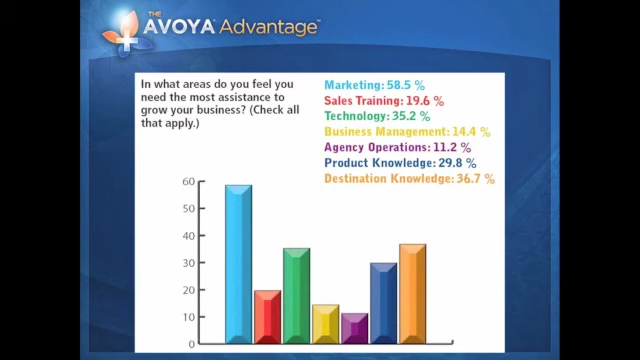 THE
AVOYA Advantage™
In what areas do you feel you
need the most assistance to
grow your business? (Check all
that apply.)
Marketing: 58.5 %
Sales Training: 19.6 %
Technology: 35.2 %
Business Management: 14.4 %
Agency Operations: 11.2 %
Product Knowledge: 29.8 %
Destination Knowledge: 36.7 %
60
50
40
30
20
10
0